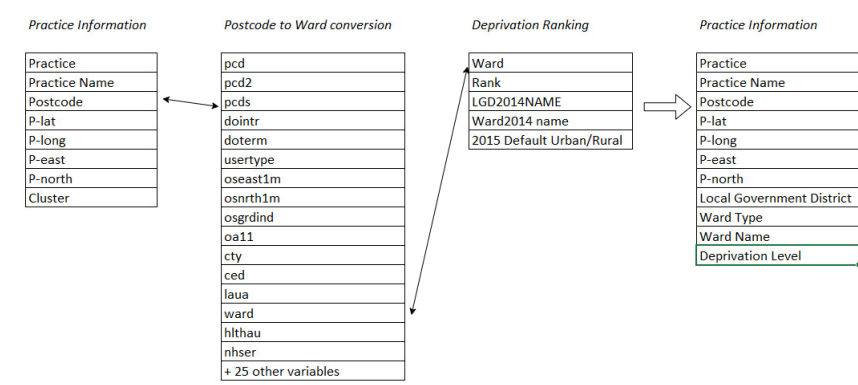 Practice Information
Practice
Practice Name
Postcode
P-lat
P-long
P-east
P-north
Cluster
Postcode to Ward conversion
pcd
pcd2
pcds
dointr
doterm
usertype
oseast1m
osnrth1m
osgrdind
oa11
cty
ced
laua
ward
hlthau
nhser
+ 25 other variables
Deprivation Ranking
Ward
Rank
LGD2014NAME
Ward2014 name
2015 Default Urban/Rural
Practice Information
Practice
Practice Name
Postcode
P-lat
P-long
P-east
P-north
Local Government District
Ward Type
Ward Name
Deprivation Level